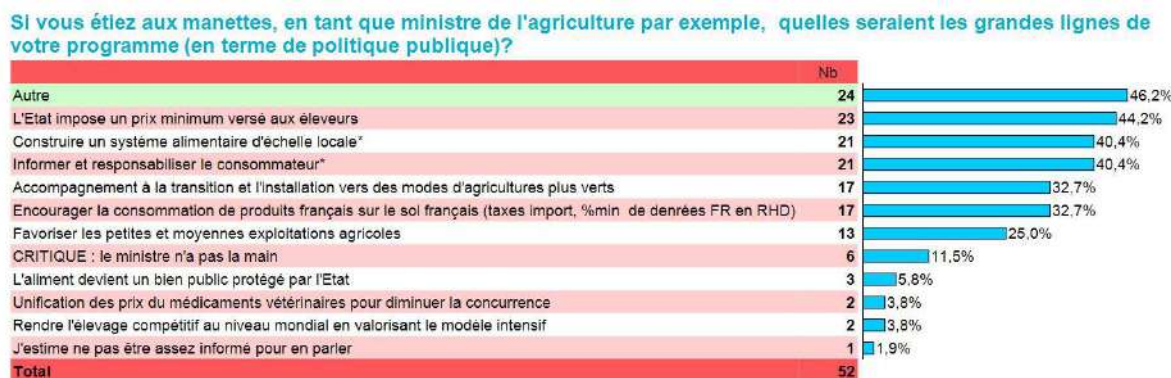 Si vous étiez aux manettes, en tant que ministre de l'agriculture par exemple, quelles seraient les grandes lignes de
votre programme (en terme de politique publique)?
Nb
Autre 24 46,2%
L'Etat impose un prix minimum versé aux éleveurs 23 44,2%
Construire un système alimentaire d'échelle locale* 21 40,4%
Informer et responsabiliser le consommateur* 21 40,4%
Accompagnement à la transition et l'installation vers des modes d'agricultures plus verts 17 32,7%
Encourager la consommation de produits français sur le sol français (taxes import, %min de denrées FR en RHD) 17 32,7%
Favoriser les petites et moyennes exploitations agricoles 13 25,0%
CRITIQUE : le ministre n'a pas la main 6 11,5%
L'aliment devient un bien public protégé par l'Etat 3 5,8%
Unification des prix du médicaments vétérinaires pour diminuer la concurrence 2 3,8%
Rendre l'élevage compétitif au niveau mondial en valorisant le modèle intensif 2 3,8%
J'estime ne pas être assez informé pour en parler 1 1,9%
Total 52